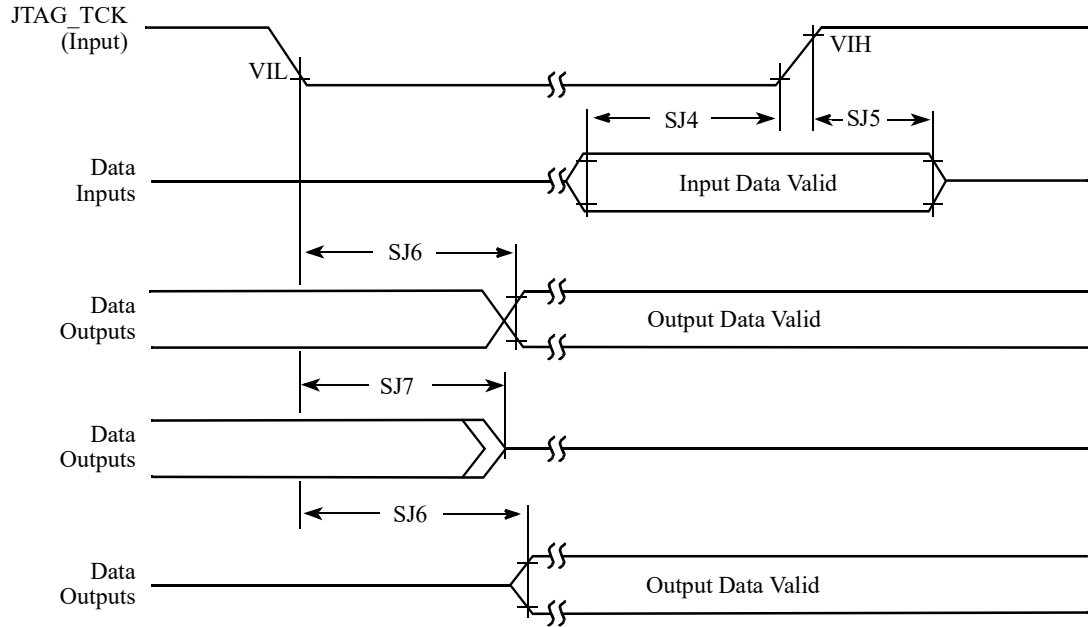 JTAG_TCK
(Input)
VIL
VIH
SJ4
SJ5
Data
Inputs
Input Data Valid
SJ6
Data
Outputs
Output Data Valid
SJ7
Data
Outputs
SJ6
Data
Outputs
Output Data Valid